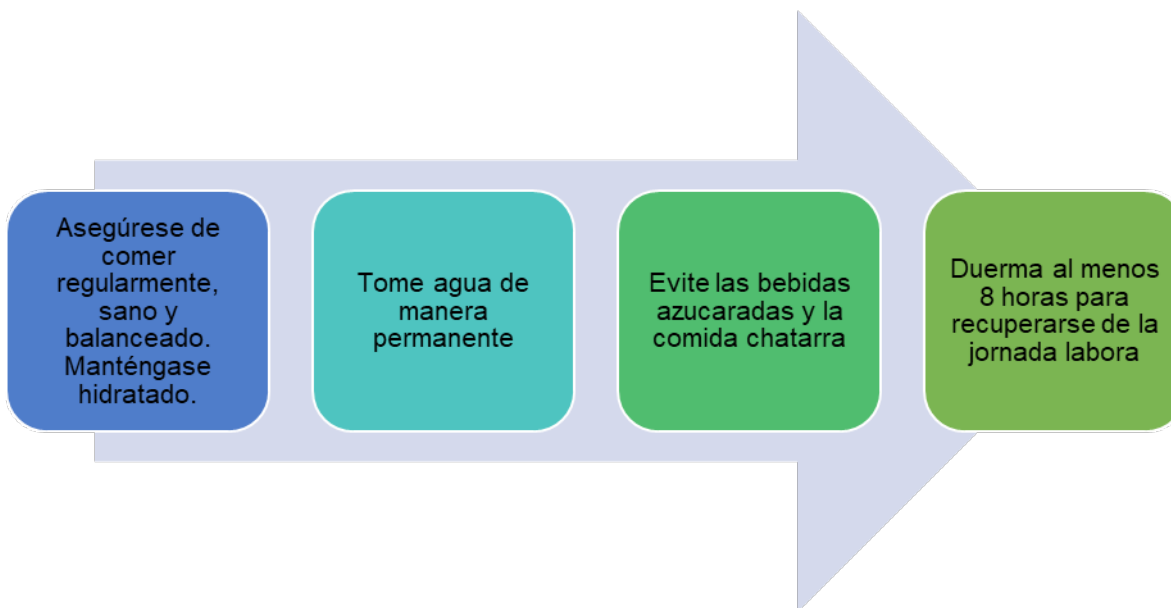 Asegúrese de
comer
regularmente,
sano y
balanceado.
Manténgase
hidratado.
Tome agua de
manera
permanente
Evite las bebidas
azucaradas y la
comida chatarra
Duerma al menos
8 horas para
recuperarse de la
jornada labora